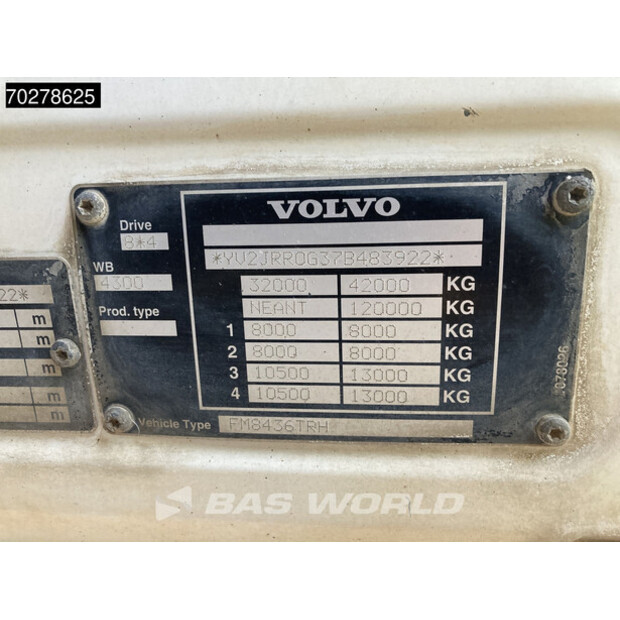 70278625
VOLVO
Drive
8*4
*YV2JRR0G37B483922*
WB
4300
32000 42000 KG
NEANT 120000 KG
Prod. type
1 8000 8000 KG
2 8000 8000 KG
3 10500 13000 KG
4 10500 13000 KG
Vehicle Type FM8436TRH
22*
m
m
m
m
m
BAS WORLD